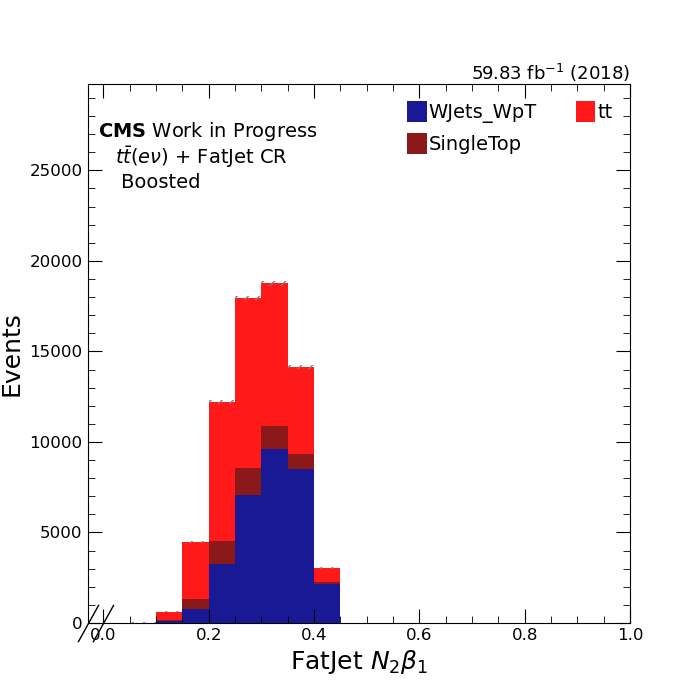 59.83 fb⁻¹ (2018)
CMS Work in Progress
tt̄(eν) + FatJet CR
Boosted
WJets_WpT
tt
SingleTop
Events
25000
20000
15000
10000
5000
0
0.0 0.2 0.4 0.6 0.8 1.0
FatJet N₂β₁